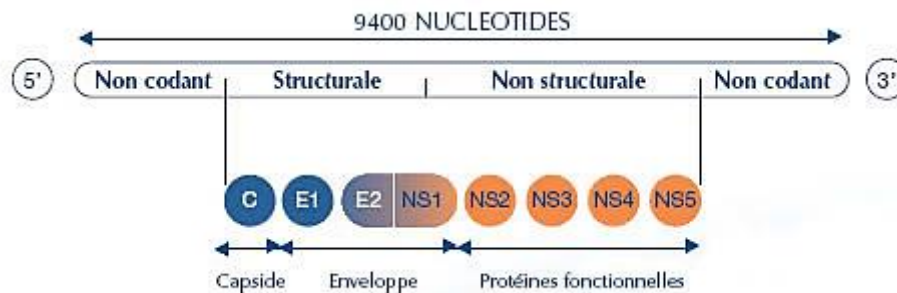 9400 NUCLEOTIDES
5' Non codant Structurale Non structurale Non codant 3'
C E1 E2 NS1 NS2 NS3 NS4 NS5
Capside Enveloppe Protéines fonctionnelles